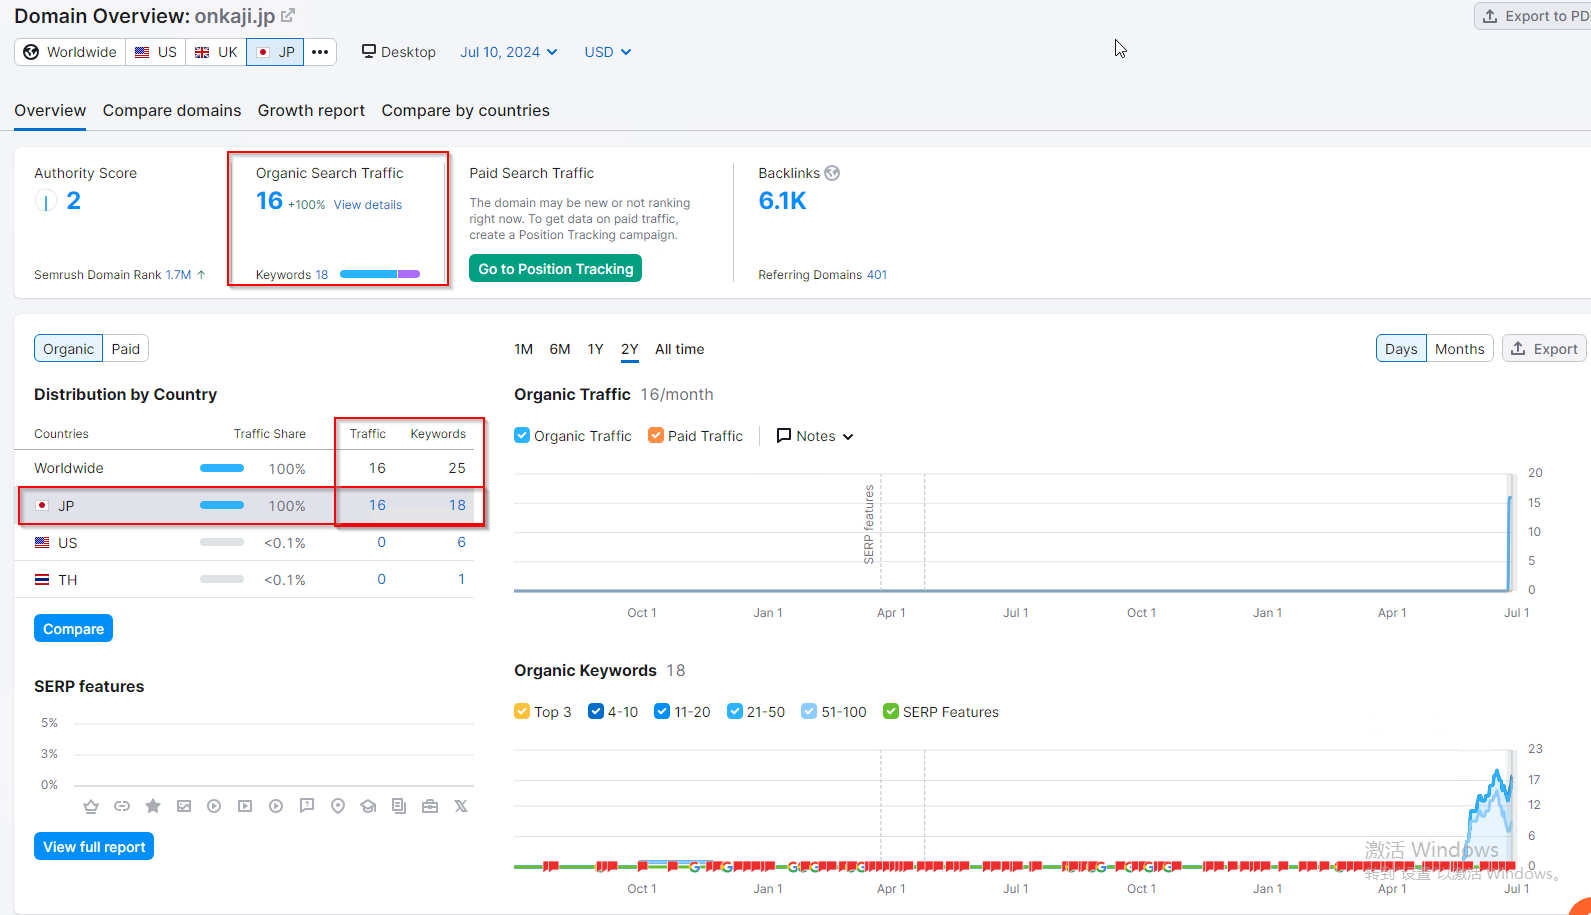 Domain Overview: onkaji.jp
Export to PD
Worldwide US UK JP ••• Desktop Jul 10, 2024 USD
Overview Compare domains Growth report Compare by countries
Authority Score
2
Semrush Domain Rank 1.7M ↑
Organic Search Traffic
16 +100% View details
Keywords 18
Paid Search Traffic
The domain may be new or not ranking
right now. To get data on paid traffic,
create a Position Tracking campaign.
Go to Position Tracking
Backlinks
6.1K
Referring Domains 401
Organic Paid
Distribution by Country
Countries Traffic Share Traffic Keywords
Worldwide 100% 16 25
JP 100% 16 18
US <0.1% 0 6
TH <0.1% 0 1
Compare
SERP features
5%
3%
0%
View full report
1M 6M 1Y 2Y All time
Days Months Export
Organic Traffic 16/month
Organic Traffic Paid Traffic Notes
SERP features
20
15
10
5
0
Oct 1 Jan 1 Apr 1 Jul 1 Oct 1 Jan 1 Apr 1 Jul 1
Organic Keywords 18
Top 3 4-10 11-20 21-50 51-100 SERP Features
23
17
12
6
0
Oct 1 Jan 1 Apr 1 Jul 1 Oct 1 Jan 1 Apr 1 Jul 1
激活 Windows
转到"设置"以激活 Windows。